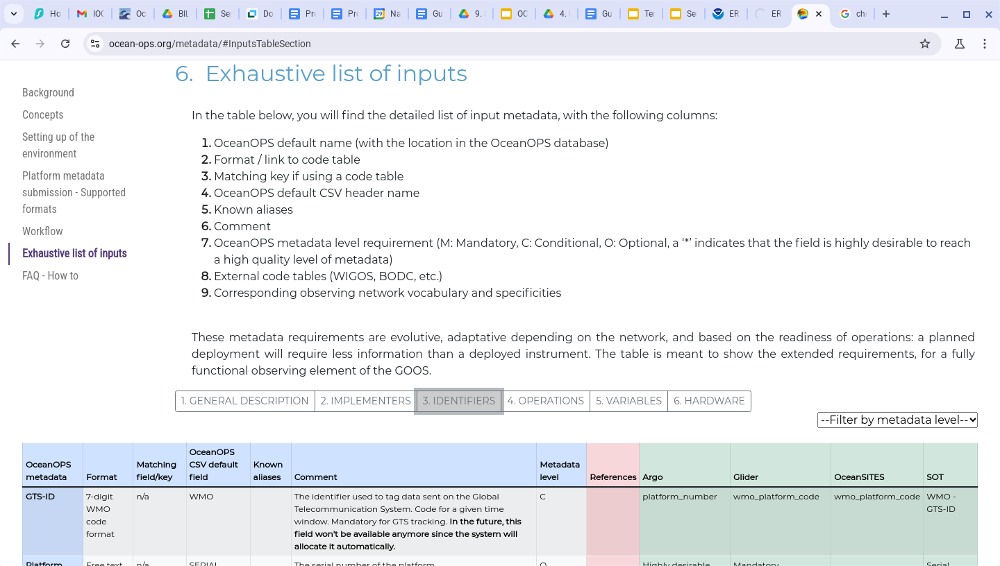 Ho
IOC
Oc
BIL
Sep
Do
Pro
Pro
Na
Gu
9. 
OC
4. 
Gu
Ter
Ser
ER
ER
ch
ocean-ops.org/metadata/#InputsTableSection
Background
Concepts
Setting up of the
environment
Platform metadata
submission - Supported
formats
Workflow
Exhaustive list of inputs
FAQ - How to
6. Exhaustive list of inputs
In the table below, you will find the detailed list of input metadata, with the following columns:
1. OceanOPS default name (with the location in the OceanOPS database)
2. Format / link to code table
3. Matching key if using a code table
4. OceanOPS default CSV header name
5. Known aliases
6. Comment
7. OceanOPS metadata level requirement (M: Mandatory, C: Conditional, O: Optional, a ‘*’ indicates that the field is highly desirable to reach
a high quality level of metadata)
8. External code tables (WIGOS, BODC, etc.)
9. Corresponding observing network vocabulary and specificities
These metadata requirements are evolutive, adaptative depending on the network, and based on the readiness of operations: a planned
deployment will require less information than a deployed instrument. The table is meant to show the extended requirements, for a fully
functional observing element of the GOOS.
1. GENERAL DESCRIPTION 2. IMPLEMENTERS 3. IDENTIFIERS 4. OPERATIONS 5. VARIABLES 6. HARDWARE
--Filter by metadata level--
OceanOPS
metadata
Format
Matching
field/key
OceanOPS
CSV default
field
Known
aliases
Comment
Metadata
level
References
Argo
Glider
OceanSITES
SOT
GTS-ID
7-digit
WMO
code
format
n/a
WMO
The identifier used to tag data sent on the Global
Telecommunication System. Code for a given time
window. Mandatory for GTS tracking. In the future, this
field won't be available anymore since the system will
allocate it automatically.
C
platform_number
wmo_platform_code
wmo_platform_code
WMO -
GTS-ID
Platform
Free text
n/a
SERIAL
The serial number of the platform
O
Highly desirable
Mandatory
Serial